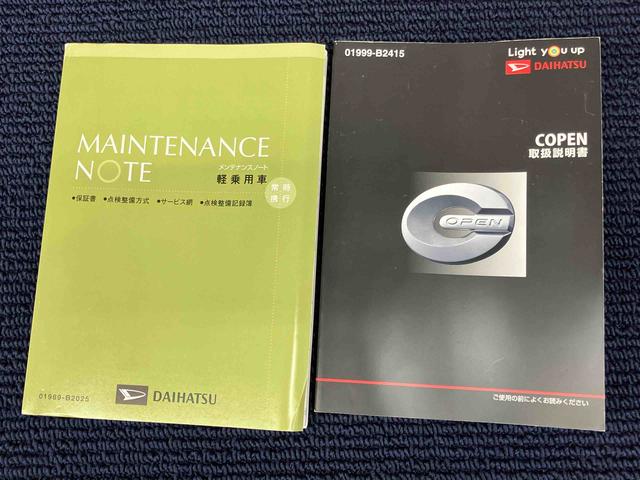 MAINTENANCE
NOTE
メンテナンスノート
軽乗用車
常時
携行
●保証書 ●点検整備方式 ●サービス網 ●点検整備記録簿
01989-B2025
DAIHATSU
01999-B2415
Light you up
DAIHATSU
COPEN
取扱説明書
OPEN
ご使用の前によくお読みください